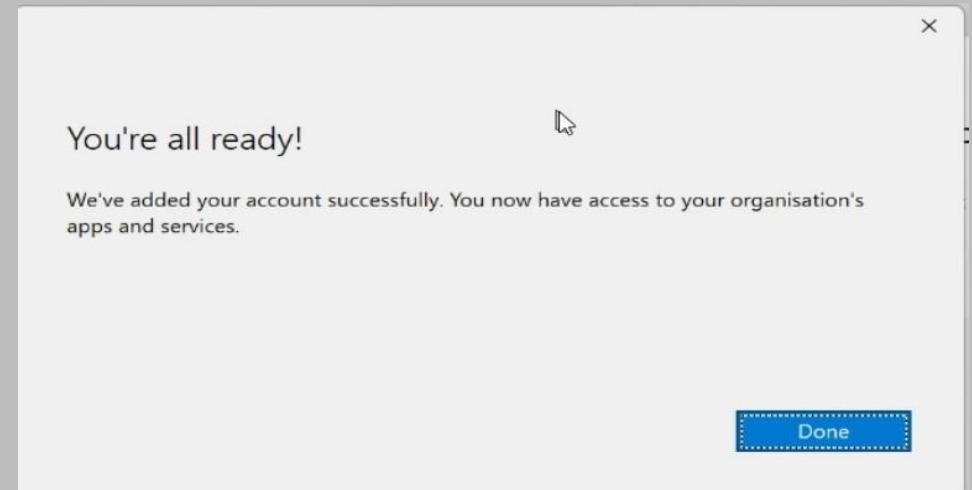 You're all ready!
We've added your account successfully. You now have access to your organisation's
apps and services.
Done